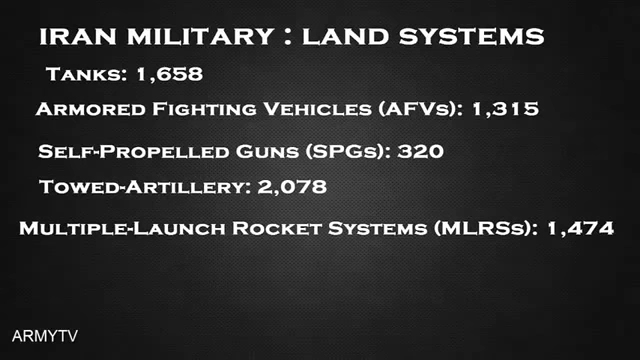 IRAN MILITARY : LAND SYSTEMS
TANKS: 1,658
ARMORED FIGHTING VEHICLES (AFVS): 1,315
SELF-PROPELLED GUNS (SPGS): 320
TOWED-ARTILLERY: 2,078
MULTIPLE-LAUNCH ROCKET SYSTEMS (MLRSS): 1,474
ARMYTV